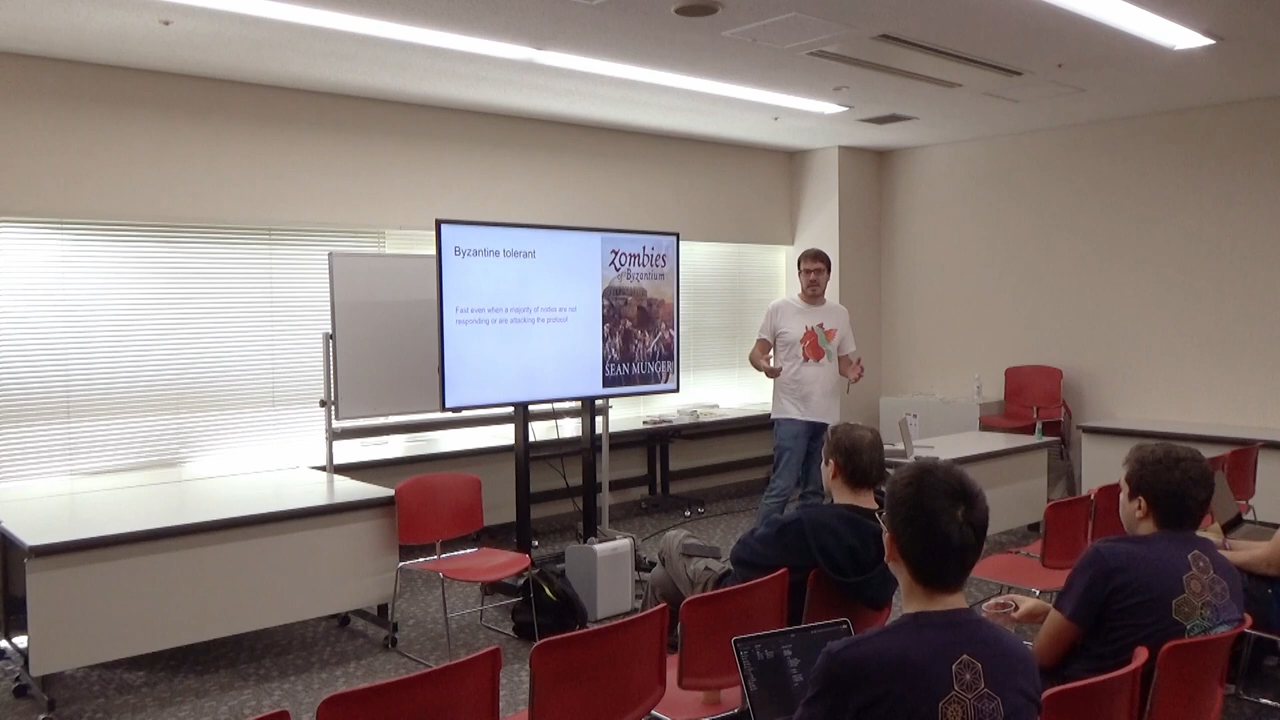 Byzantine tolerant
Fast even when a majority of nodes are not
responding or are attacking the protocol
Zombies
of Byzantium
SEAN MUNGER